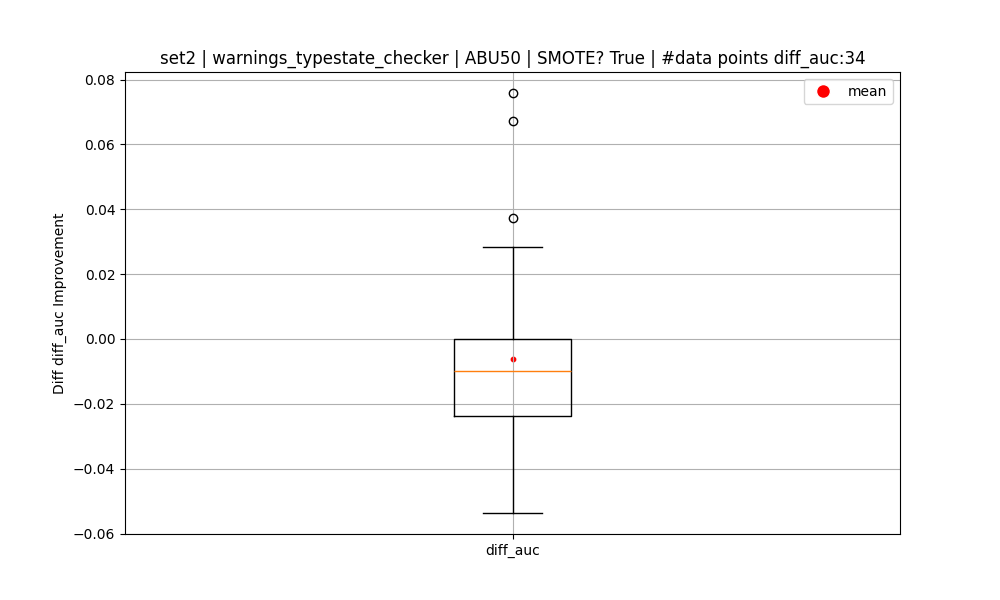 set2 | warnings_typestate_checker | ABU50 | SMOTE? True | #data points diff_auc:34
mean
Diff diff_auc Improvement
0.08
0.06
0.04
0.02
0.00
−0.02
−0.04
−0.06
diff_auc